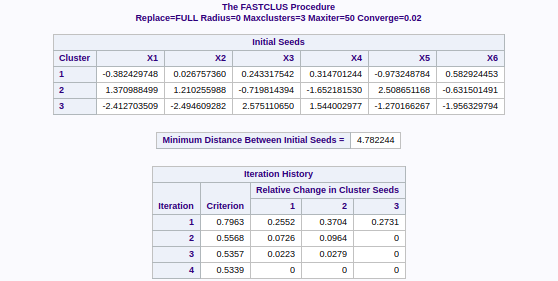 The FASTCLUS Procedure
Replace=FULL Radius=0 Maxclusters=3 Maxiter=50 Converge=0.02
Initial Seeds
Cluster X1 X2 X3 X4 X5 X6
1 -0.382429748 0.026757360 0.243317542 0.314701244 -0.973248784 0.582924453
2 1.370988499 1.210255988 -0.719814394 -1.652181530 2.508651168 -0.631501491
3 -2.412703509 -2.494609282 2.575110650 1.544002977 -1.270166267 -1.956329794
Minimum Distance Between Initial Seeds = 4.782244
Iteration History
Relative Change in Cluster Seeds
Iteration Criterion 1 2 3
1 0.7963 0.2552 0.3704 0.2731
2 0.5568 0.0726 0.0964 0
3 0.5357 0.0223 0.0279 0
4 0.5339 0 0 0